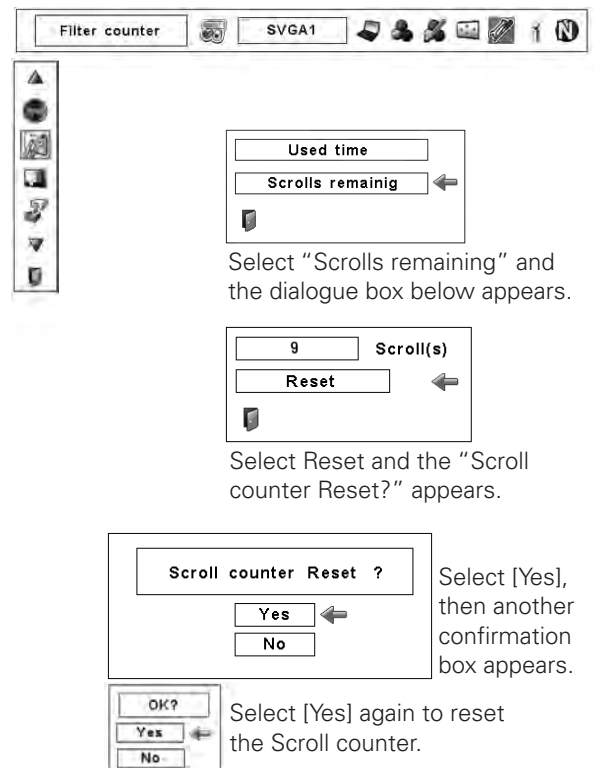 Filter counter SVGA1
Used time
Scrolls remainig
Select “Scrolls remaining” and
the dialogue box below appears.
9 Scroll(s)
Reset
Select Reset and the “Scroll
counter Reset?” appears.
Scroll counter Reset ?
Yes
No
Select [Yes],
then another
confirmation
box appears.
OK?
Yes
No
Select [Yes] again to reset
the Scroll counter.